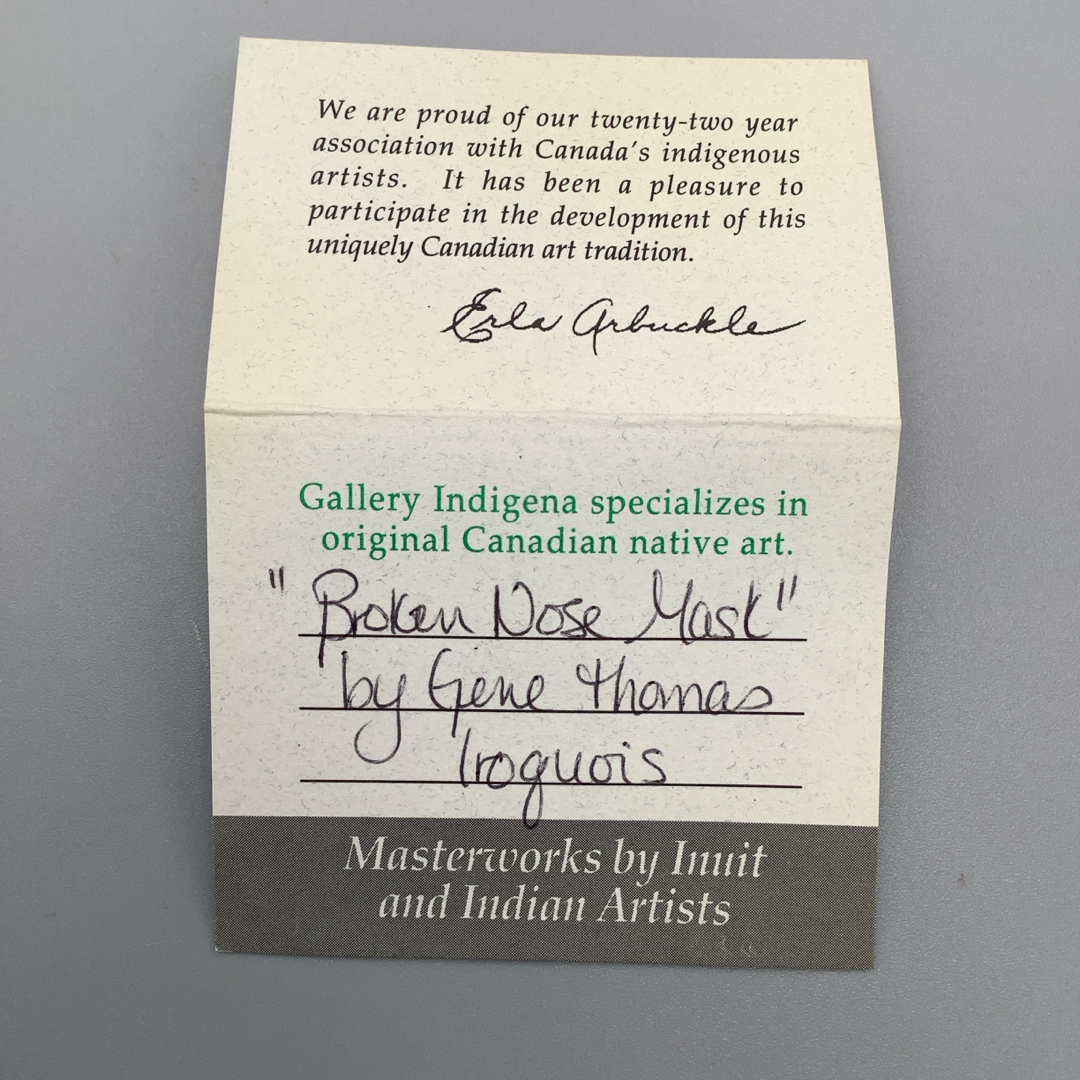 We are proud of our twenty-two year
association with Canada's indigenous
artists. It has been a pleasure to
participate in the development of this
uniquely Canadian art tradition.
Erla Arbuckle
Gallery Indigena specializes in
original Canadian native art.
"Broken Nose Mask"
by Gene Thomas
Iroquois
Masterworks by Inuit
and Indian Artists